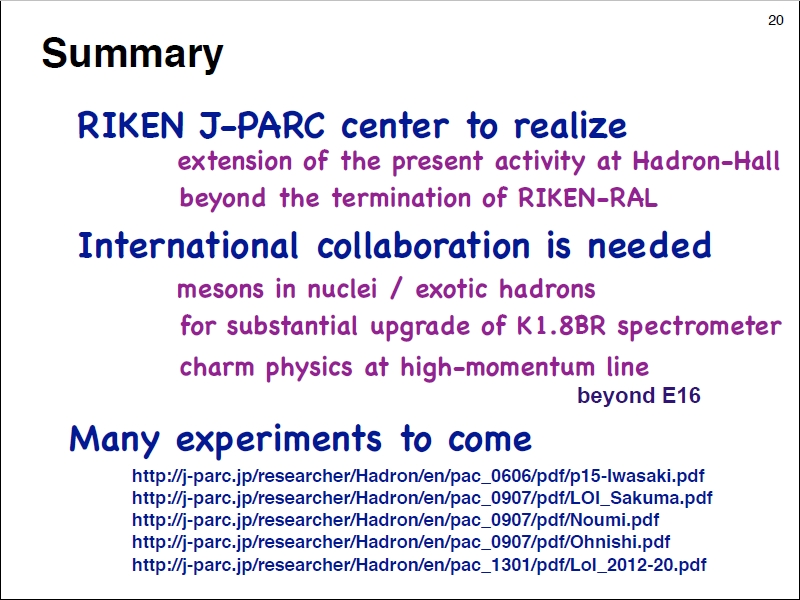 20
Summary
RIKEN J-PARC center to realize
extension of the present activity at Hadron-Hall
beyond the termination of RIKEN-RAL
International collaboration is needed
mesons in nuclei / exotic hadrons
for substantial upgrade of K1.8BR spectrometer
charm physics at high-momentum line
beyond E16
Many experiments to come
http://j-parc.jp/researcher/Hadron/en/pac_0606/pdf/p15-Iwasaki.pdf
http://j-parc.jp/researcher/Hadron/en/pac_0907/pdf/LOI_Sakuma.pdf
http://j-parc.jp/researcher/Hadron/en/pac_0907/pdf/Noumi.pdf
http://j-parc.jp/researcher/Hadron/en/pac_0907/pdf/Ohnishi.pdf
http://j-parc.jp/researcher/Hadron/en/pac_1301/pdf/LoI_2012-20.pdf